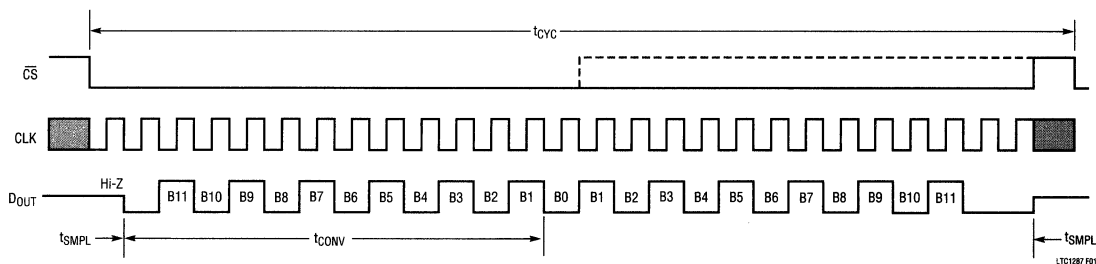 tCYC
CS
CLK
Hi-Z
DOUT B11 B10 B9 B8 B7 B6 B5 B4 B3 B2 B1 B0 B1 B2 B3 B4 B5 B6 B7 B8 B9 B10 B11
tSMPL tCONV tSMPL
LTC1287 F01